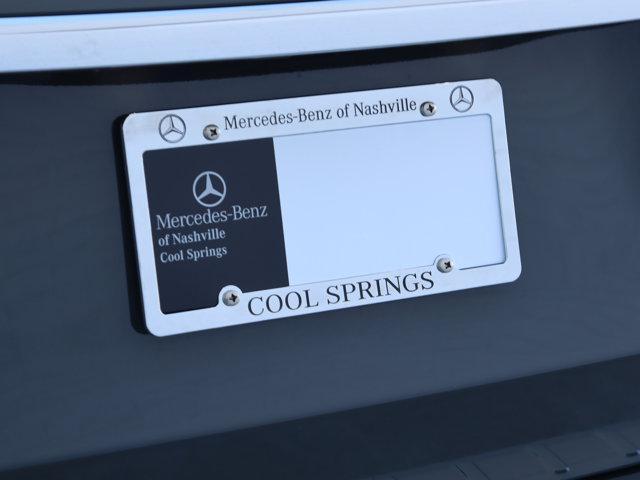 Mercedes-Benz of Nashville
Mercedes-Benz
of Nashville
Cool Springs
COOL SPRINGS